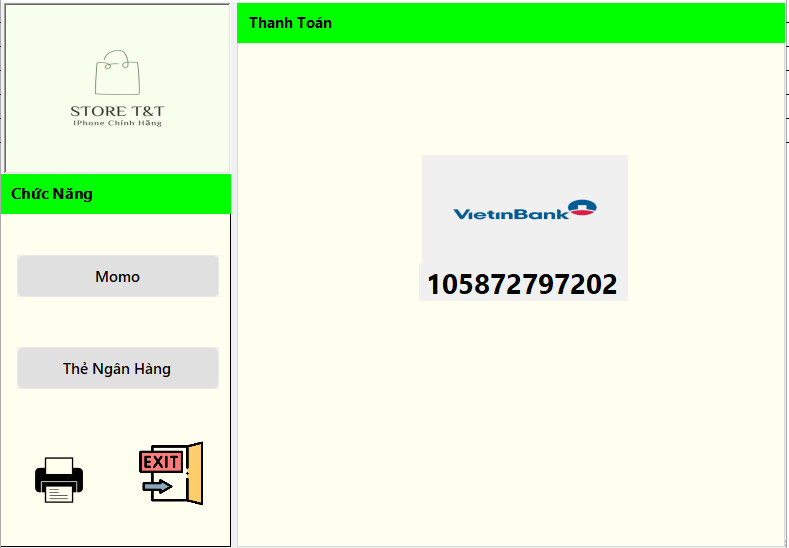 STORE T&T
IPhone Chính Hãng
Chức Năng
Momo
Thẻ Ngân Hàng
EXIT
Thanh Toán
VietinBank
105872797202